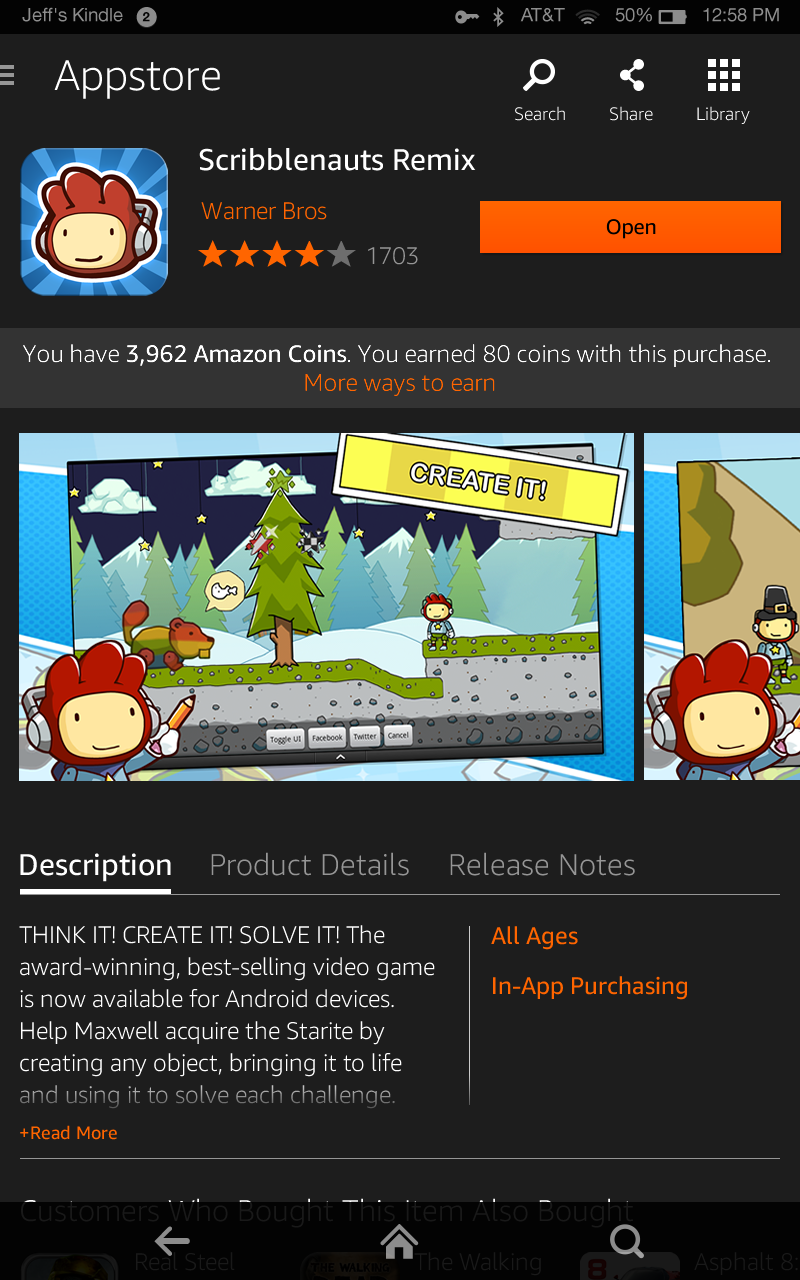 Jeff's Kindle 2 AT&T 50% 12:58 PM
Appstore
Search Share Library
Scribblenauts Remix
Warner Bros
Open
1703
You have 3,962 Amazon Coins. You earned 80 coins with this purchase.
More ways to earn
CREATE IT!
Toggle UI Facebook Twitter Cancel
Description Product Details Release Notes
THINK IT! CREATE IT! SOLVE IT! The
award-winning, best-selling video game
is now available for Android devices.
Help Maxwell acquire the Starite by
creating any object, bringing it to life
and using it to solve each challenge.
All Ages
In-App Purchasing
+Read More
Customers Who Bought This Item Also Bought
Real Steel
THE WALKING
The Walking
8
Asphalt 8: